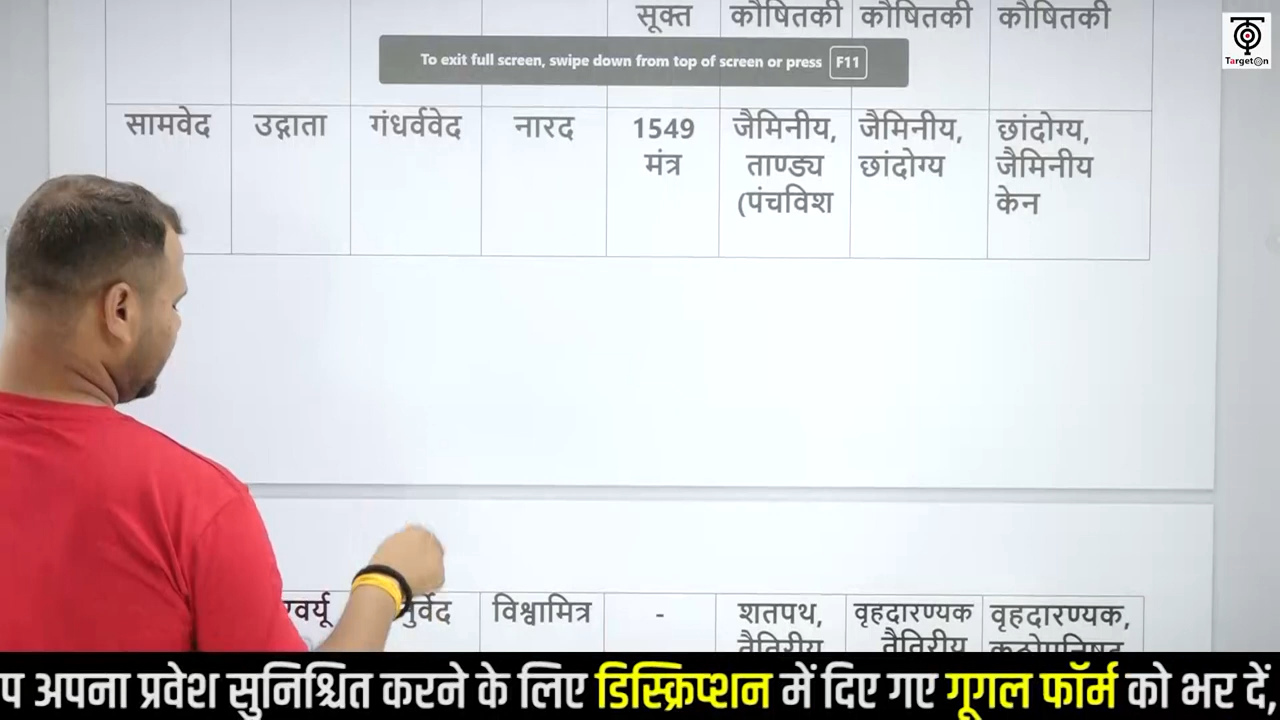 सूक्त कौषितकी कौषितकी कौषितकी
To exit full screen, swipe down from top of screen or press F11
TargetOn
सामवेद उद्गाता गंधर्ववेद नारद 1549 जैमिनीय, जैमिनीय, छांदोग्य,
मंत्र ताण्ड्य छांदोग्य जैमिनीय
(पंचविश केन
विश्वामित्र - शतपथ, वृहदारण्यक वृहदारण्यक,
अपना प्रवेश सुनिश्चित करने के लिए डिस्क्रिप्शन में दिए गए गूगल फॉर्म को भर दें,